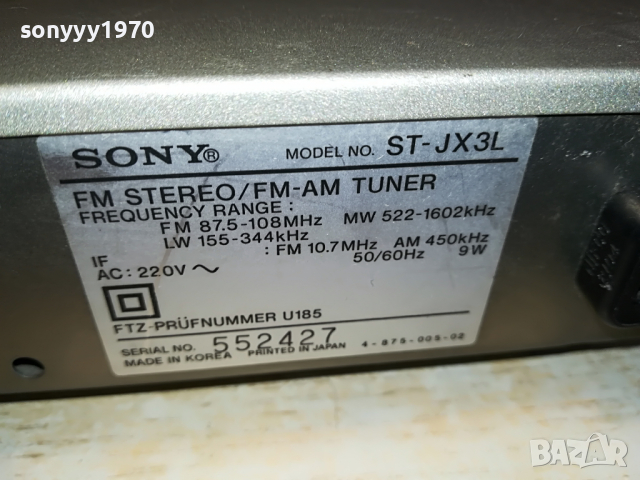 sonyyy1970
SONY® MODEL NO. ST-JX3L
FM STEREO/FM-AM TUNER
FREQUENCY RANGE :
FM 87.5-108MHz MW 522-1602kHz
LW 155-344kHz
IF : FM 10.7MHz AM 450kHz
AC: 220V ~ 50/60Hz 9W
FTZ-PRÜFNUMMER U185
SERIAL NO. 552427
MADE IN KOREA PRINTED IN JAPAN 4-875-005-02
BAZAR